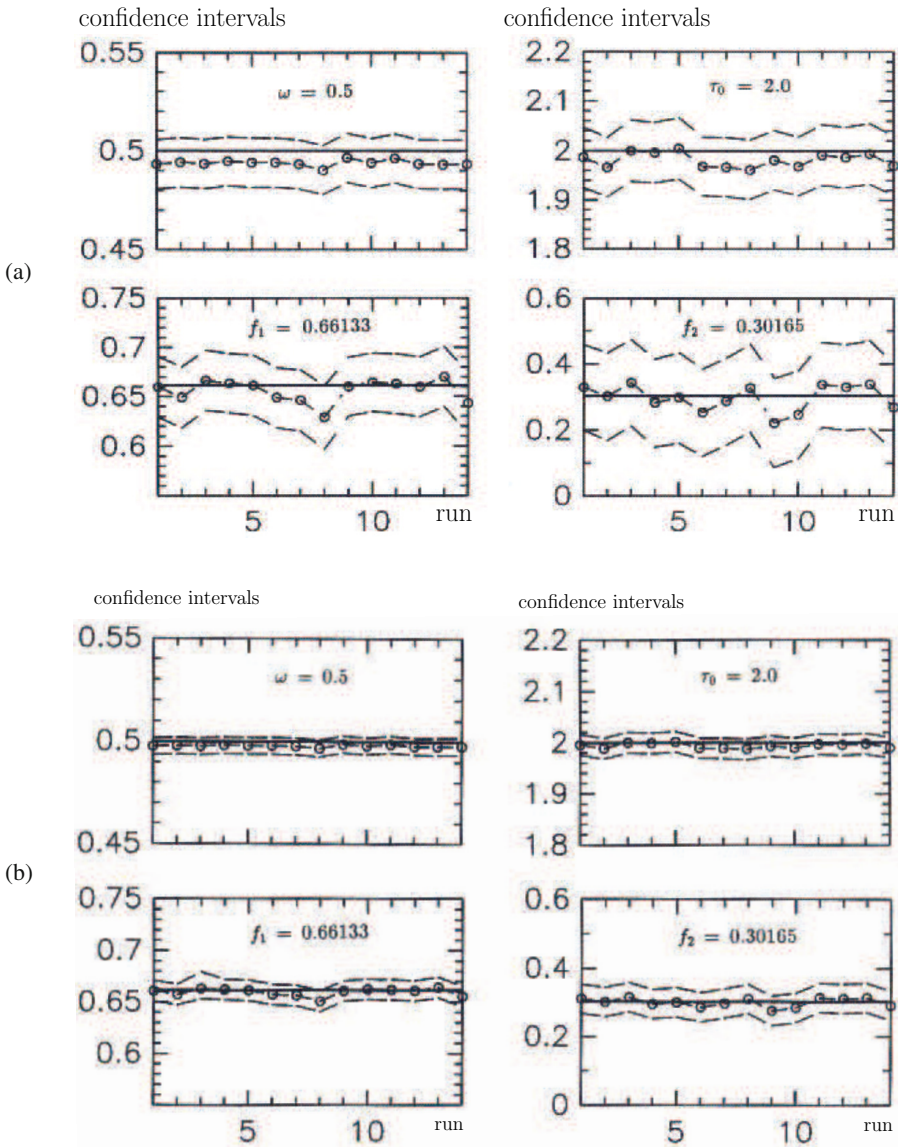 confidence intervals
confidence intervals
0.55
0.5
0.45
ω = 0.5
2.2
2.1
2
1.9
1.8
τ₀ = 2.0
(a)
0.75
0.7
0.65
0.6
f₁ = 0.66133
5
10
run
0.6
0.4
0.2
0
f₂ = 0.30165
5
10
run
confidence intervals
confidence intervals
0.55
0.5
0.45
ω = 0.5
2.2
2.1
2
1.9
1.8
τ₀ = 2.0
(b)
0.75
0.7
0.65
0.6
f₁ = 0.66133
5
10
run
0.6
0.4
0.2
0
f₂ = 0.30165
5
10
run